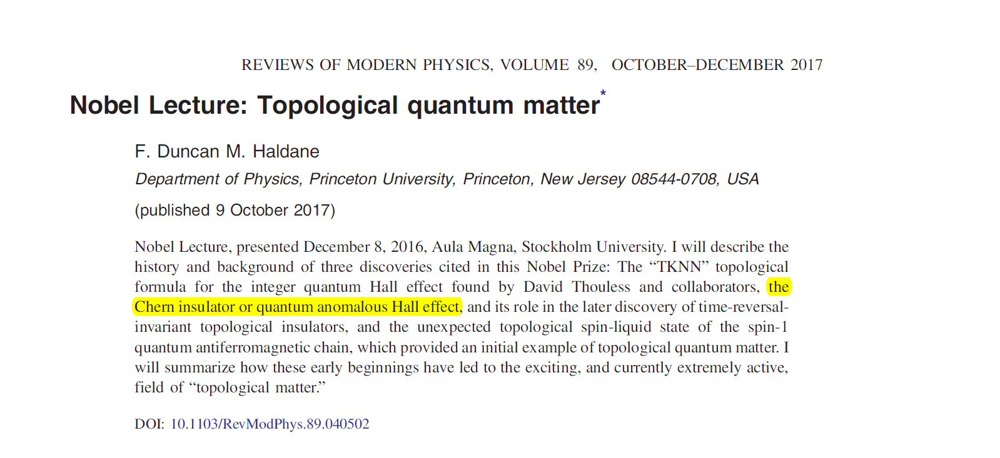 REVIEWS OF MODERN PHYSICS, VOLUME 89, OCTOBER–DECEMBER 2017
Nobel Lecture: Topological quantum matter*
F. Duncan M. Haldane
Department of Physics, Princeton University, Princeton, New Jersey 08544-0708, USA
(published 9 October 2017)
Nobel Lecture, presented December 8, 2016, Aula Magna, Stockholm University. I will describe the
history and background of three discoveries cited in this Nobel Prize: The “TKNN” topological
formula for the integer quantum Hall effect found by David Thouless and collaborators, the
Chern insulator or quantum anomalous Hall effect, and its role in the later discovery of time-reversal-
invariant topological insulators, and the unexpected topological spin-liquid state of the spin-1
quantum antiferromagnetic chain, which provided an initial example of topological quantum matter. I
will summarize how these early beginnings have led to the exciting, and currently extremely active,
field of “topological matter.”
DOI: 10.1103/RevModPhys.89.040502